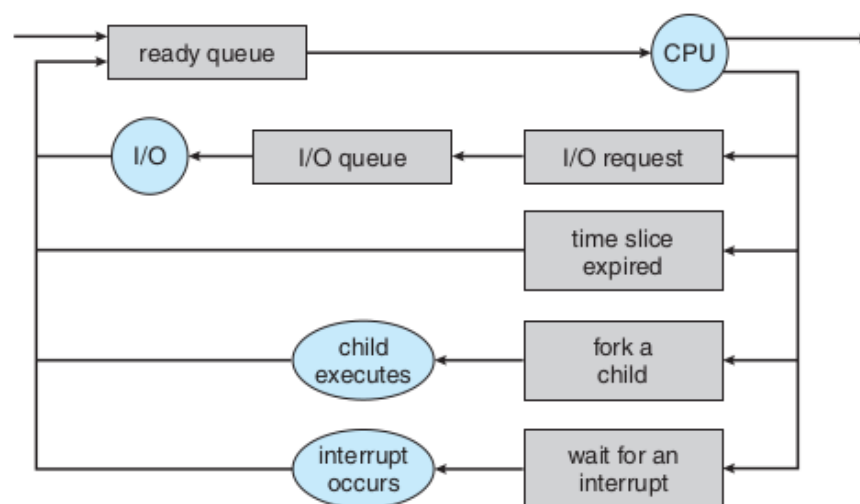 ready queue
CPU
I/O
I/O queue
I/O request
time slice
expired
child
executes
fork a
child
interrupt
occurs
wait for an
interrupt